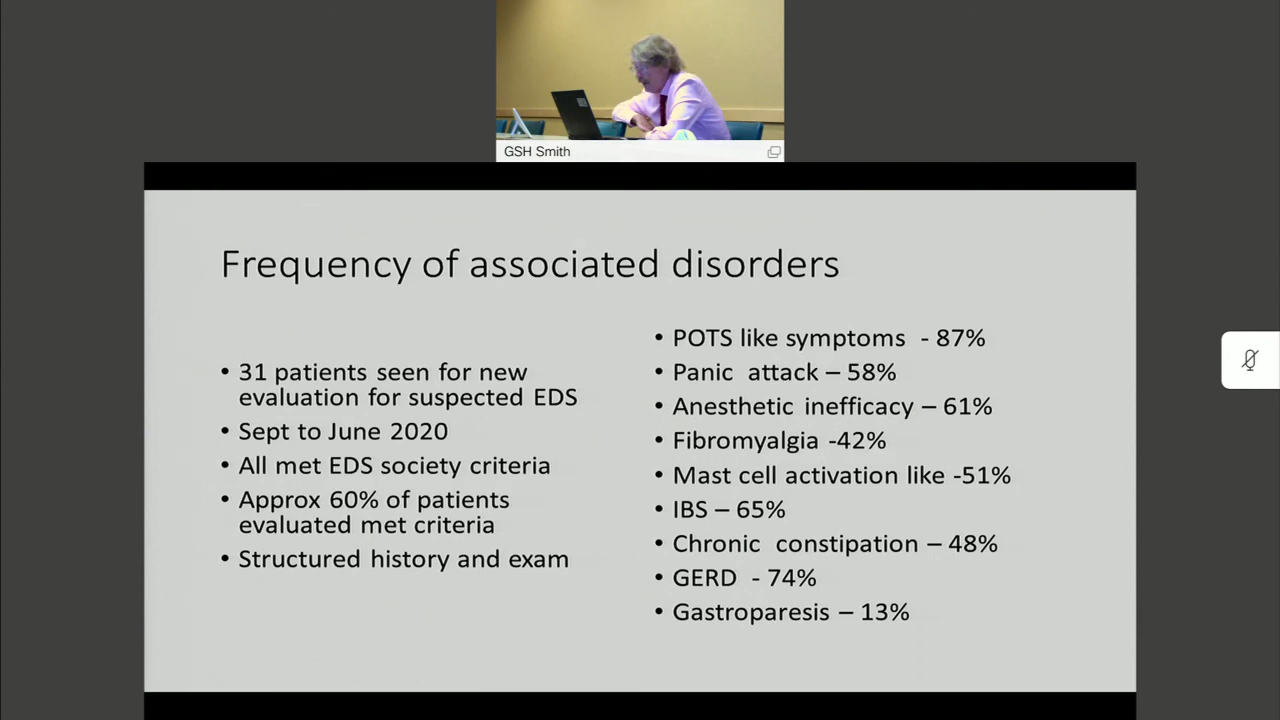 GSH Smith
Frequency of associated disorders
• 31 patients seen for new
evaluation for suspected EDS
• Sept to June 2020
• All met EDS society criteria
• Approx 60% of patients
evaluated met criteria
• Structured history and exam
• POTS like symptoms - 87%
• Panic attack – 58%
• Anesthetic inefficacy – 61%
• Fibromyalgia -42%
• Mast cell activation like -51%
• IBS – 65%
• Chronic constipation – 48%
• GERD - 74%
• Gastroparesis – 13%